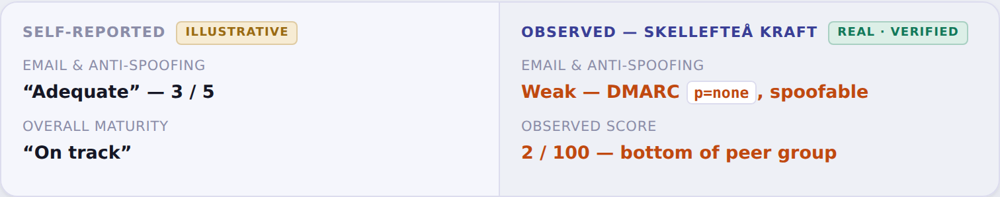 SELF-REPORTED ILLUSTRATIVE
EMAIL & ANTI-SPOOFING
“Adequate” — 3 / 5
OVERALL MATURITY
“On track”
OBSERVED — SKELLEFTEÅ KRAFT REAL · VERIFIED
EMAIL & ANTI-SPOOFING
Weak — DMARC p=none, spoofable
OBSERVED SCORE
2 / 100 — bottom of peer group